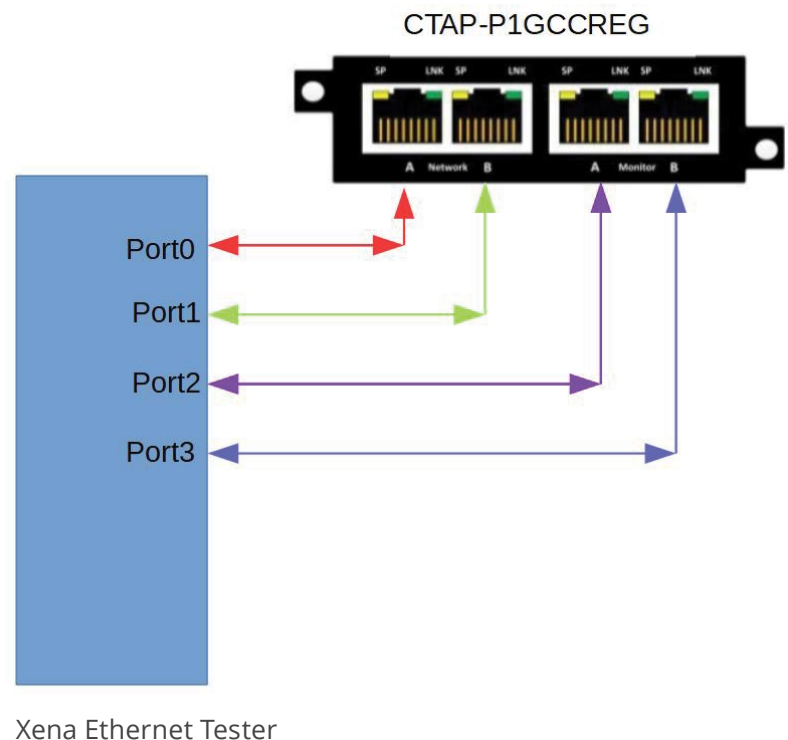 CTAP-P1GCCREG
SP LNK SP LNK SP LNK SP LNK
A Network B A Monitor B
Port0
Port1
Port2
Port3
Xena Ethernet Tester